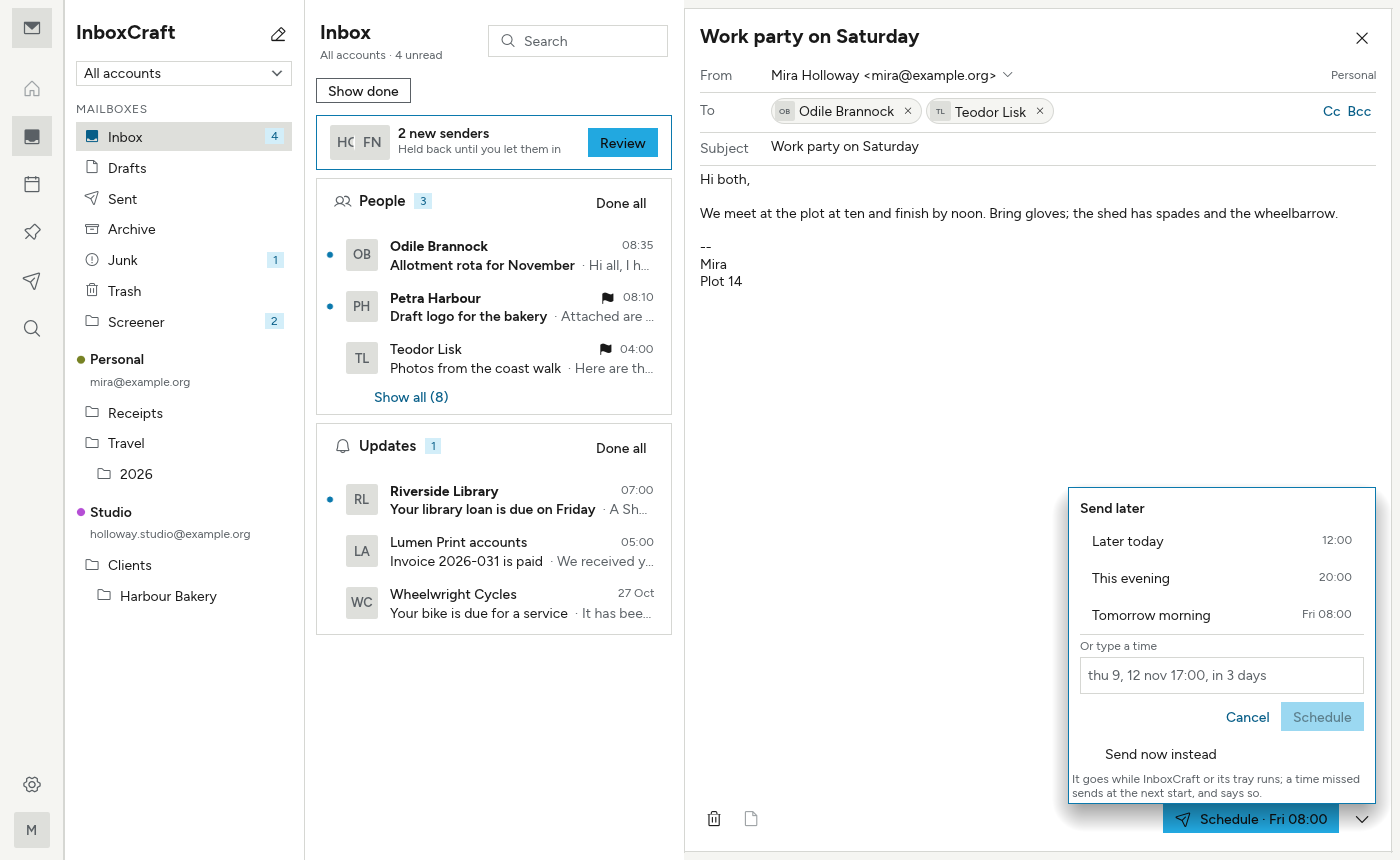 InboxCraft
All accounts
MAILBOXES
Inbox 4
Drafts
Sent
Archive
Junk 1
Trash
Screener 2
Personal
mira@example.org
Receipts
Travel
2026
Studio
holloway.studio@example.org
Clients
Harbour Bakery
M
Inbox
All accounts · 4 unread
Search
Show done
FN
2 new senders
Held back until you let them in
Review
People 3
Done all
OB
Odile Brannock 08:35
Allotment rota for November · Hi all, I h...
PH
Petra Harbour 08:10
Draft logo for the bakery · Attached are ...
TL
Teodor Lisk 04:00
Photos from the coast walk · Here are th...
Show all (8)
Updates 1
Done all
RL
Riverside Library 07:00
Your library loan is due on Friday · A Sh...
LA
Lumen Print accounts 05:00
Invoice 2026-031 is paid · We received y...
WC
Wheelwright Cycles 27 Oct
Your bike is due for a service · It has bee...
Work party on Saturday
From Mira Holloway <mira@example.org> Personal
To OB Odile Brannock × TL Teodor Lisk × Cc Bcc
Subject Work party on Saturday
Hi both,
We meet at the plot at ten and finish by noon. Bring gloves; the shed has spades and the wheelbarrow.
--
Mira
Plot 14
Send later
Later today 12:00
This evening 20:00
Tomorrow morning Fri 08:00
Or type a time
thu 9, 12 nov 17:00, in 3 days
Cancel Schedule
Send now instead
It goes while InboxCraft or its tray runs; a time missed
sends at the next start, and says so.
Schedule · Fri 08:00